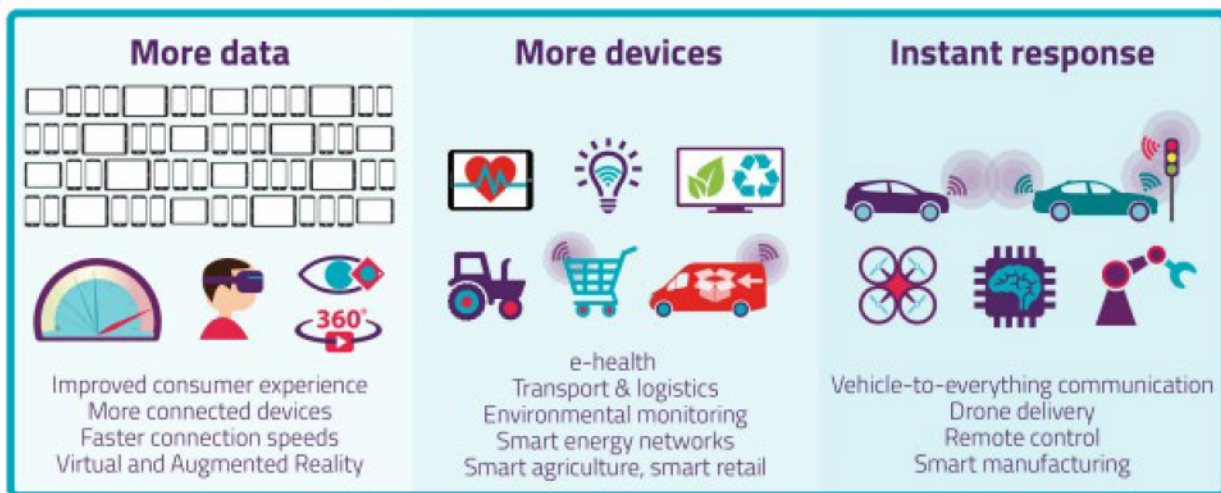 More data
360°
Improved consumer experience
More connected devices
Faster connection speeds
Virtual and Augmented Reality
More devices
e-health
Transport & logistics
Environmental monitoring
Smart energy networks
Smart agriculture, smart retail
Instant response
Vehicle-to-everything communication
Drone delivery
Remote control
Smart manufacturing